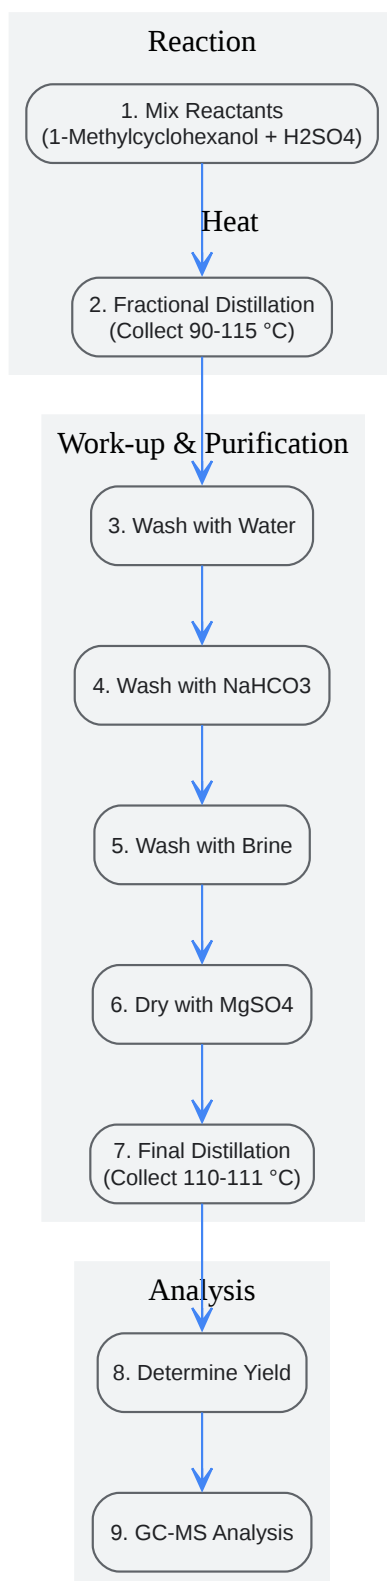 Reaction
1. Mix Reactants
(1-Methylcyclohexanol + H2SO4)
Heat
2. Fractional Distillation
(Collect 90-115 °C)
Work-up & Purification
3. Wash with Water
4. Wash with NaHCO3
5. Wash with Brine
6. Dry with MgSO4
7. Final Distillation
(Collect 110-111 °C)
Analysis
8. Determine Yield
9. GC-MS Analysis